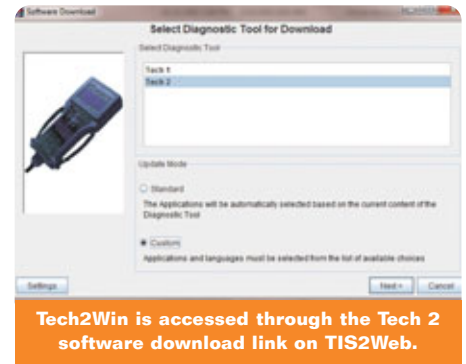 Software Download
Select Diagnostic Tool for Download
Select Diagnostic Tool
Tech 1
Tech 2
Update Mode
Standard
The Applications will be automatically selected based on the current content of the
Diagnostic Tool
Custom
Applications and languages must be selected from the list of available choices
Settings
Next >
Cancel
Tech2Win is accessed through the Tech 2
software download link on TIS2Web.